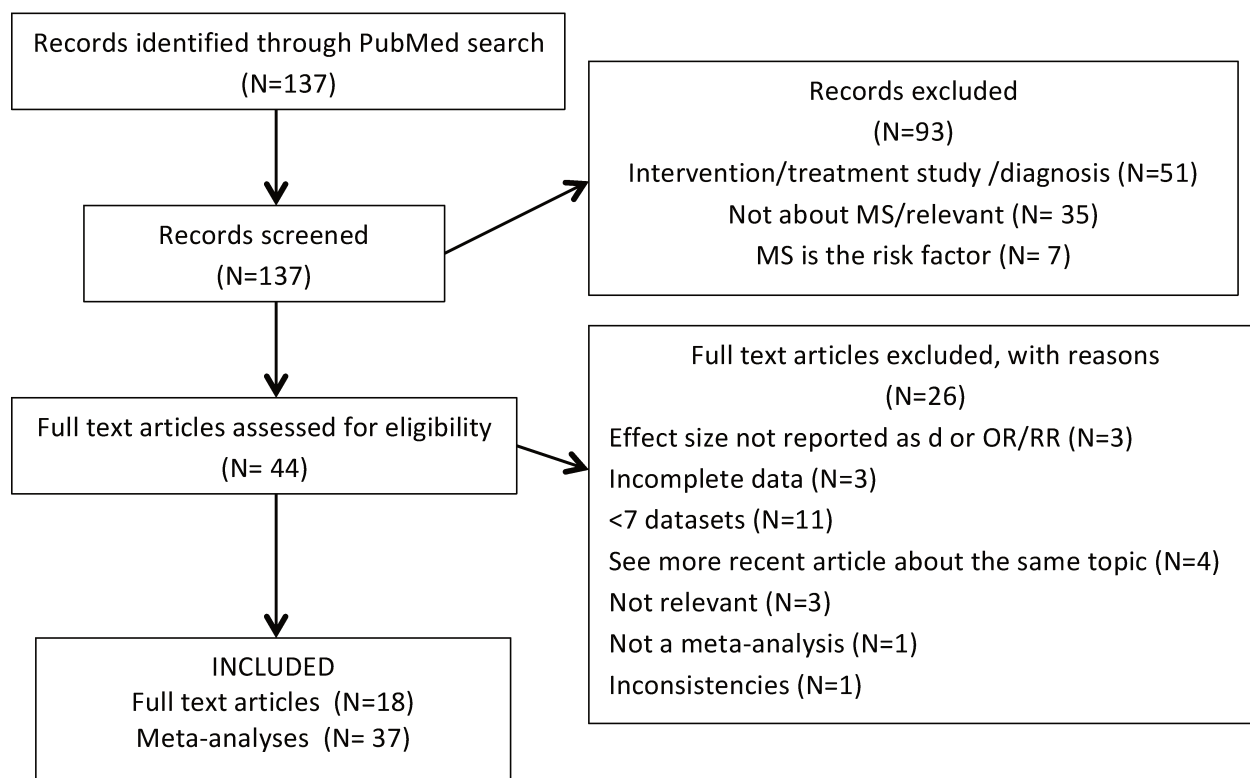 Records identified through PubMed search
(N=137)
Records screened
(N=137)
Records excluded
(N=93)
Intervention/treatment study /diagnosis (N=51)
Not about MS/relevant (N= 35)
MS is the risk factor (N= 7)
Full text articles assessed for eligibility
(N= 44)
Full text articles excluded, with reasons
(N=26)
Effect size not reported as d or OR/RR (N=3)
Incomplete data (N=3)
<7 datasets (N=11)
See more recent article about the same topic (N=4)
Not relevant (N=3)
Not a meta-analysis (N=1)
Inconsistencies (N=1)
INCLUDED
Full text articles  (N=18)
Meta-analyses  (N= 37)